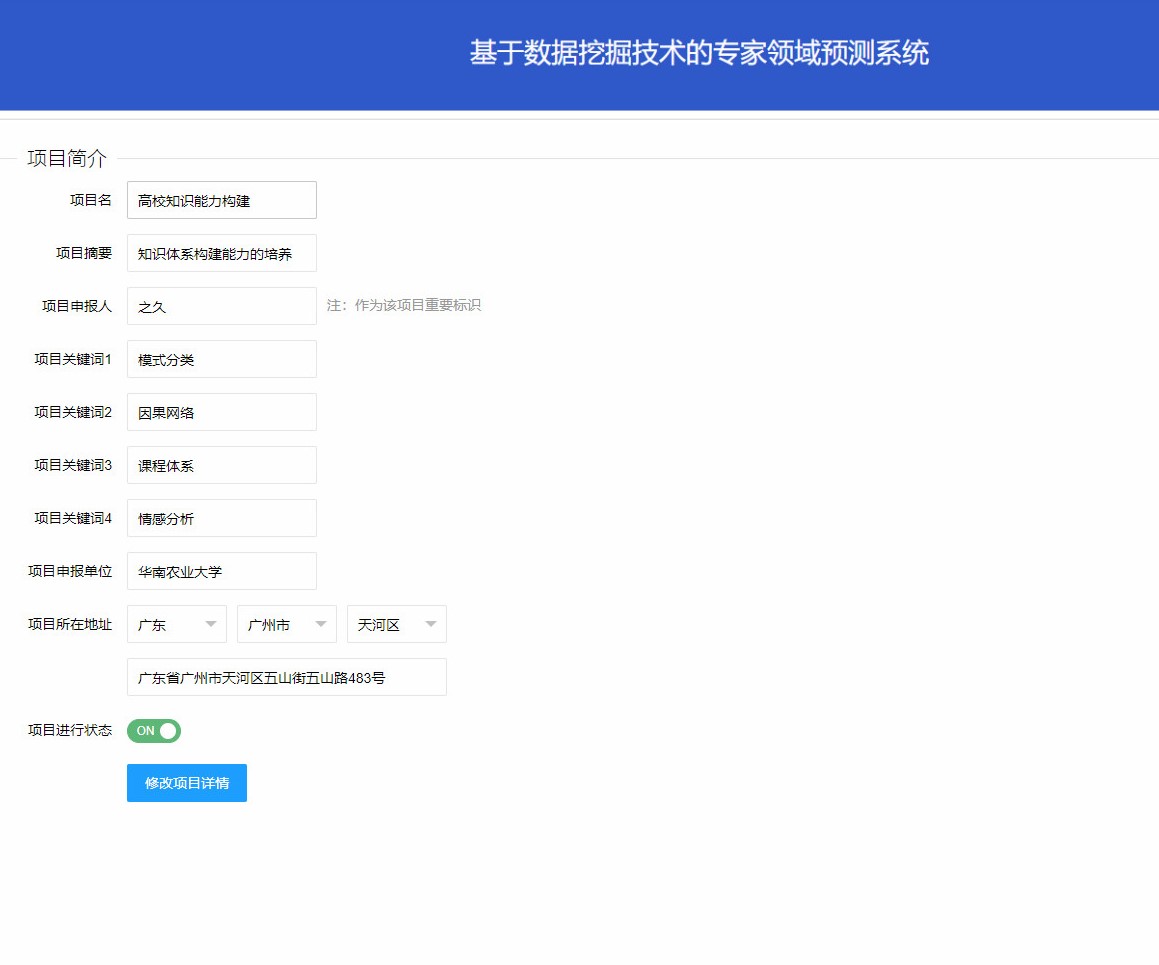 基于数据挖掘技术的专家领域预测系统
项目简介
项目名 高校知识能力构建
项目摘要 知识体系构建能力的培养
项目申报人 之久 注：作为该项目重要标识
项目关键词1 模式分类
项目关键词2 因果网络
项目关键词3 课程体系
项目关键词4 情感分析
项目申报单位 华南农业大学
项目所在地址 广东 广州市 天河区
广东省广州市天河区五山街五山路483号
项目进行状态 ON
修改项目详情